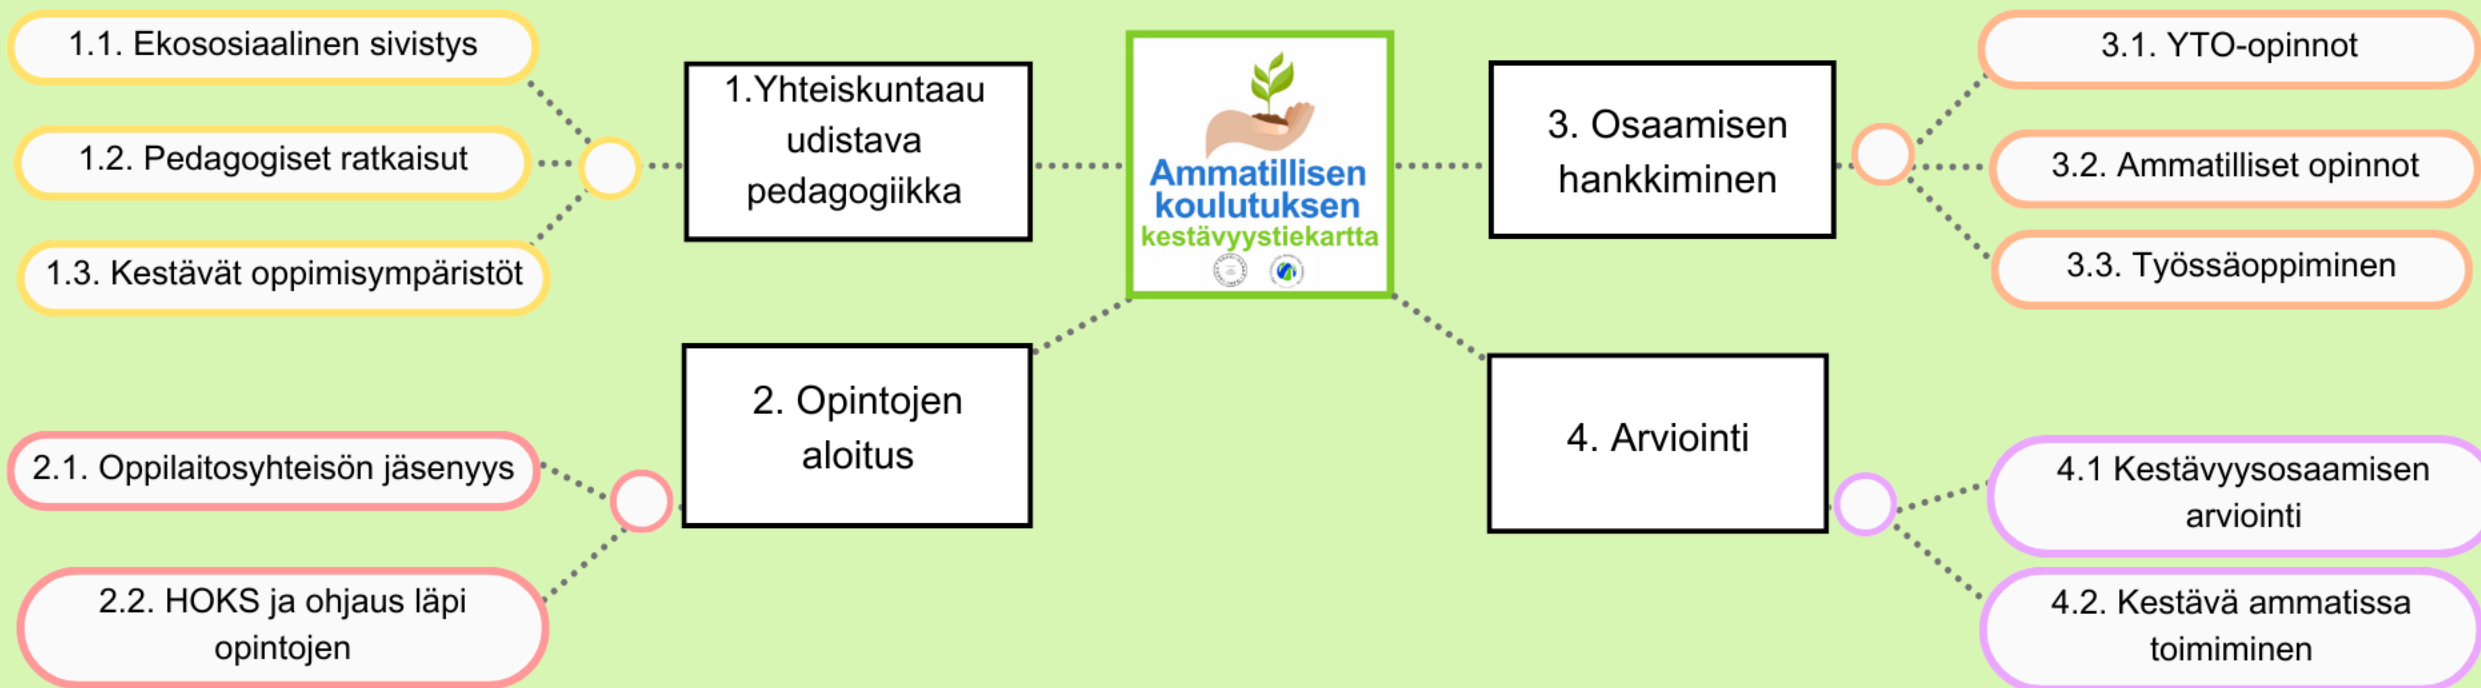 1.1. Ekososiaalinen sivistys
1.2. Pedagogiset ratkaisut
1.3. Kestävät oppimisympäristöt
1.Yhteiskuntaau
udistava
pedagogiikka
2. Opintojen
aloitus
2.1. Oppilaitosyhteisön jäsenyys
2.2. HOKS ja ohjaus läpi
opintojen
Ammatillisen
koulutuksen
kestävyystiekartta
3. Osaamisen
hankkiminen
3.1. YTO-opinnot
3.2. Ammatilliset opinnot
3.3. Työssäoppiminen
4. Arviointi
4.1 Kestävyysosaamisen
arviointi
4.2. Kestävä ammatissa
toimiminen